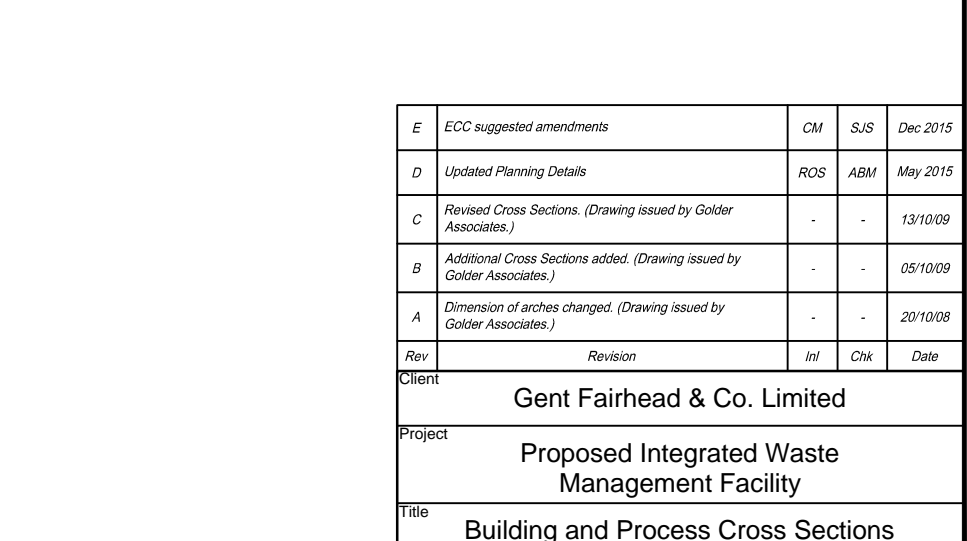 E ECC suggested amendments CM SJS Dec 2015
D Updated Planning Details ROS ABM May 2015
C Revised Cross Sections. (Drawing issued by Golder
Associates.) - - 13/10/09
B Additional Cross Sections added. (Drawing issued by
Golder Associates.) - - 05/10/09
A Dimension of arches changed. (Drawing issued by
Golder Associates.) - - 20/10/08
Rev Revision Inl Chk Date
Client
Gent Fairhead & Co. Limited
Project
Proposed Integrated Waste
Management Facility
Title
Building and Process Cross Sections